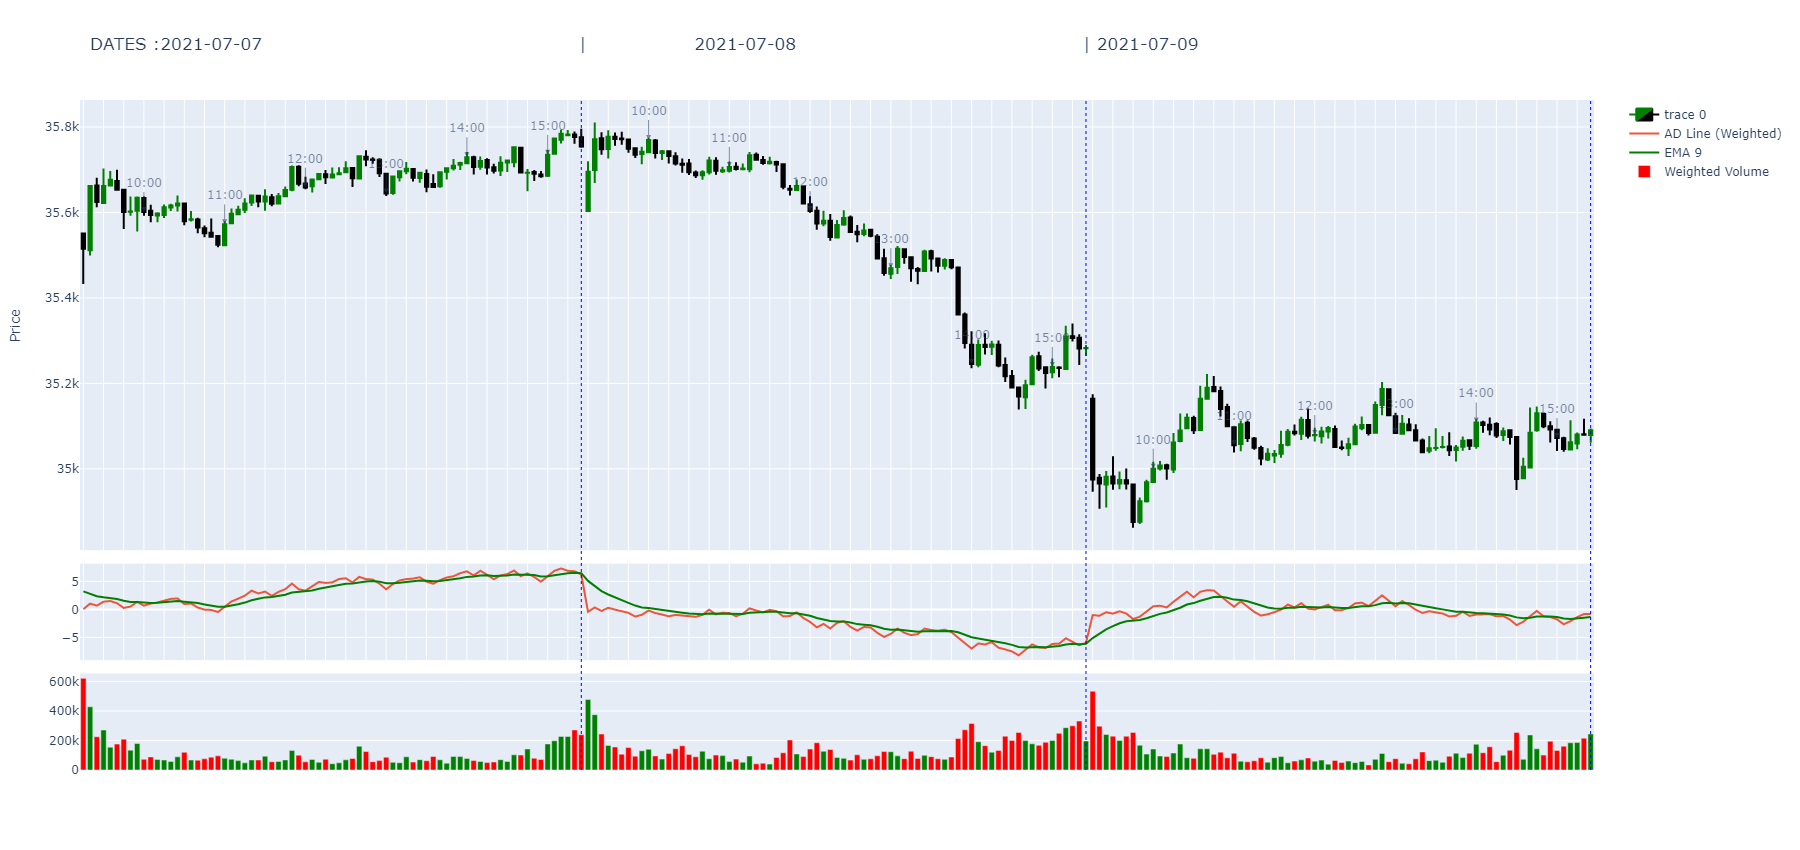 DATES :2021-07-07 | 2021-07-08 | 2021-07-09
Price
35.8k
35.6k
35.4k
35.2k
35k
10:00
11:00
12:00
14:00
15:00
10:00
11:00
12:00
15:00
10:00
12:00
14:00
15:00
5
0
−5
600k
400k
200k
0
trace 0
AD Line (Weighted)
EMA 9
Weighted Volume